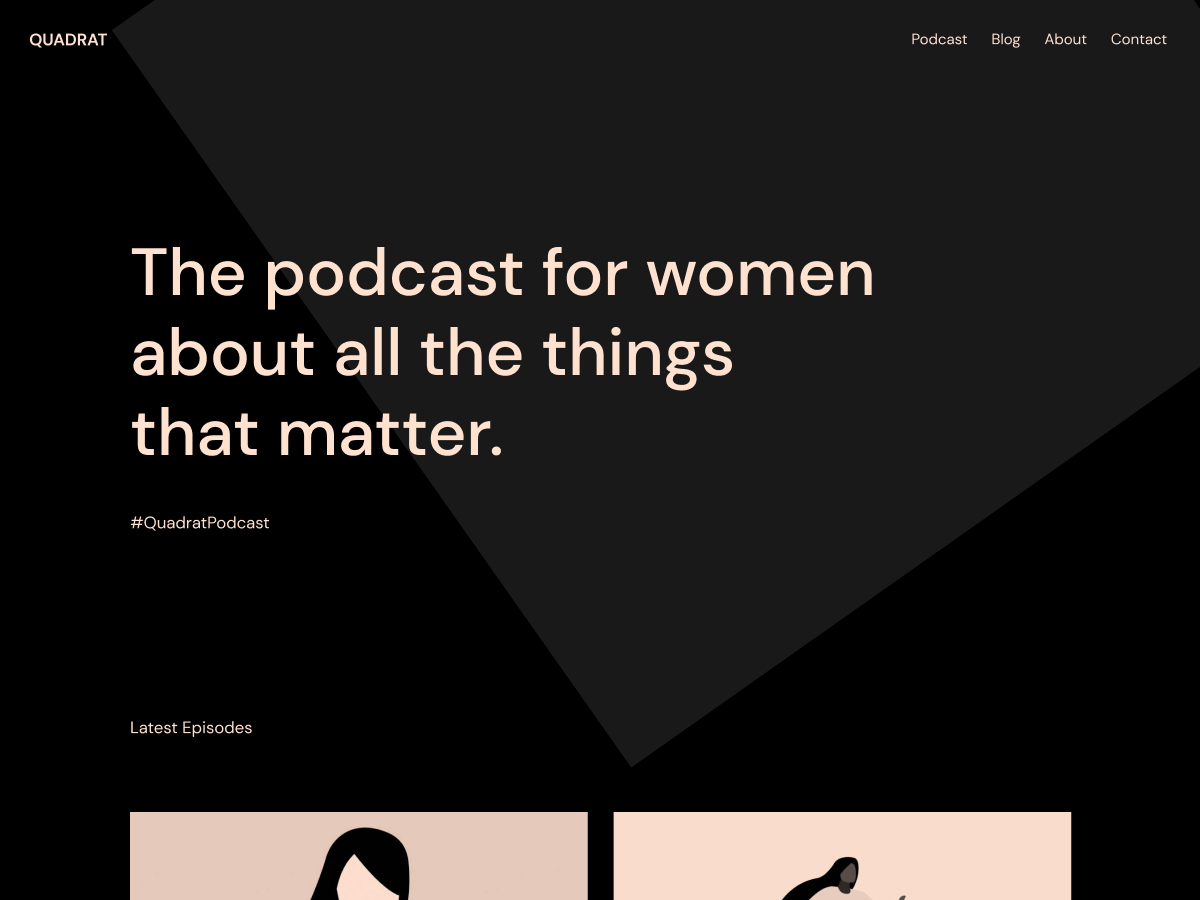 QUADRAT
Podcast Blog About Contact
The podcast for women
about all the things
that matter.
#QuadratPodcast
Latest Episodes